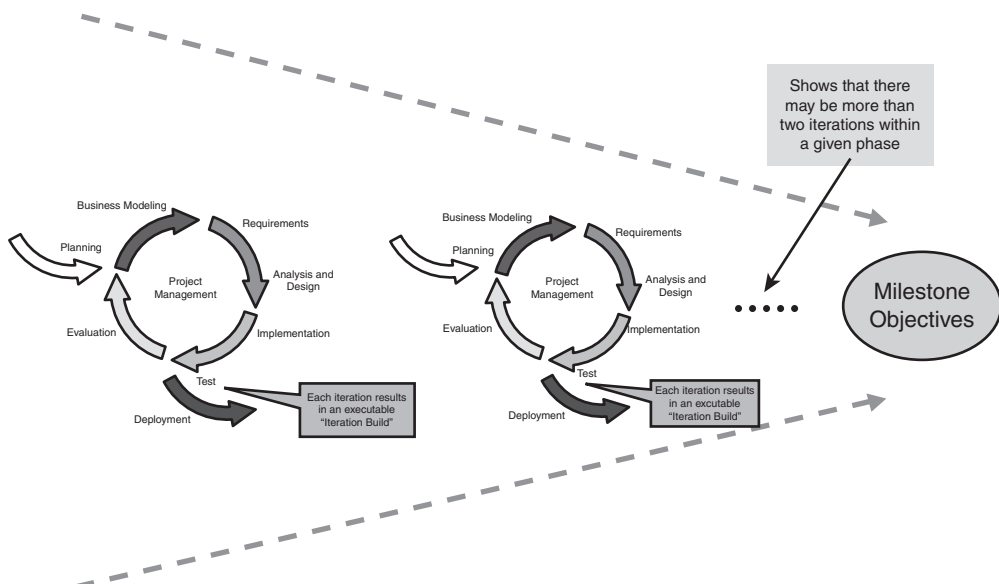 Shows that there
may be more than
two iterations within
a given phase
Business Modeling
Requirements
Planning
Project
Management
Analysis and
Design
Evaluation
Implementation
Test
Each iteration results
in an executable
“Iteration Build”
Deployment
Business Modeling
Requirements
Planning
Project
Management
Analysis and
Design
Evaluation
Implementation
Test
Each iteration rseults
in an excutable
“Iteration Build”
Deployment
Milestone
Objectives